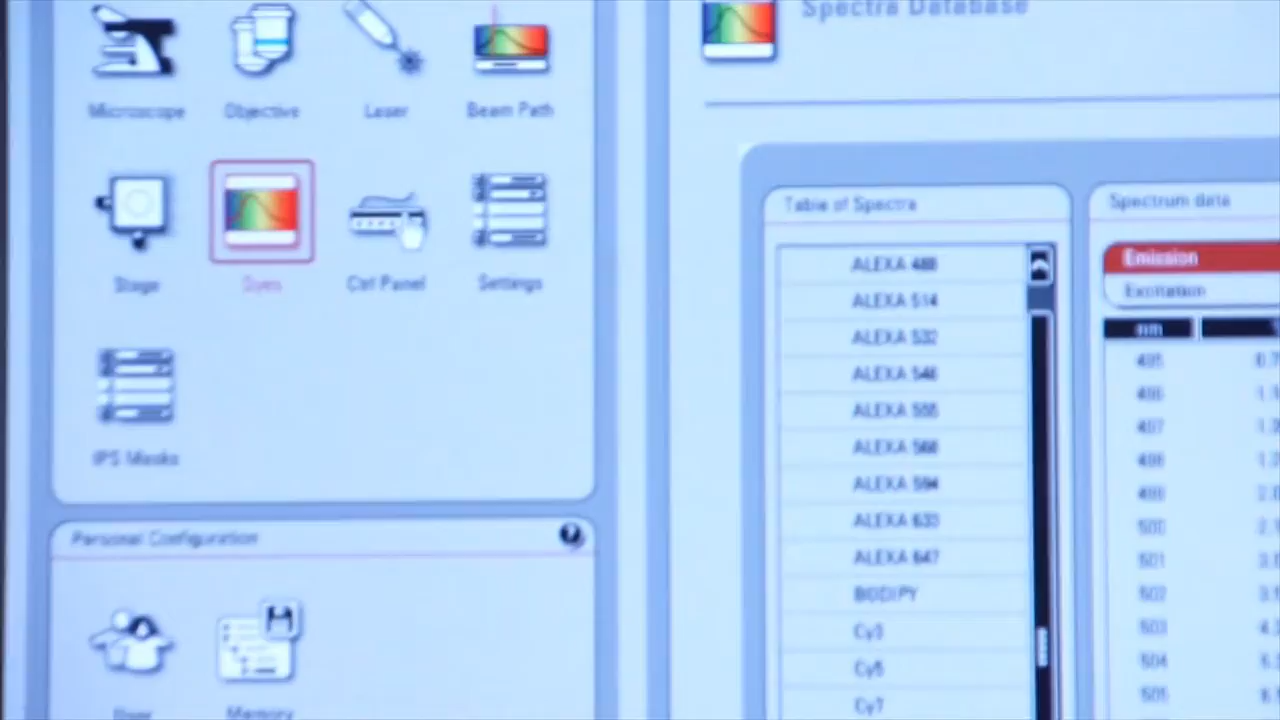 Spectra Database
Microscope
Objective
Laser
Beam Path
Stage
Dyes
Ctrl Panel
Settings
IPS Masks
Personal Configuration
?
User
Memory
Table of Spectra
ALEXA 488
ALEXA 514
ALEXA 532
ALEXA 546
ALEXA 555
ALEXA 568
ALEXA 594
ALEXA 633
ALEXA 647
BODIPY
Cy3
Cy5
Cy7
Spectrum data
Emission
Excitation
nm
495
496
497
498
499
500
501
502
503
504
505